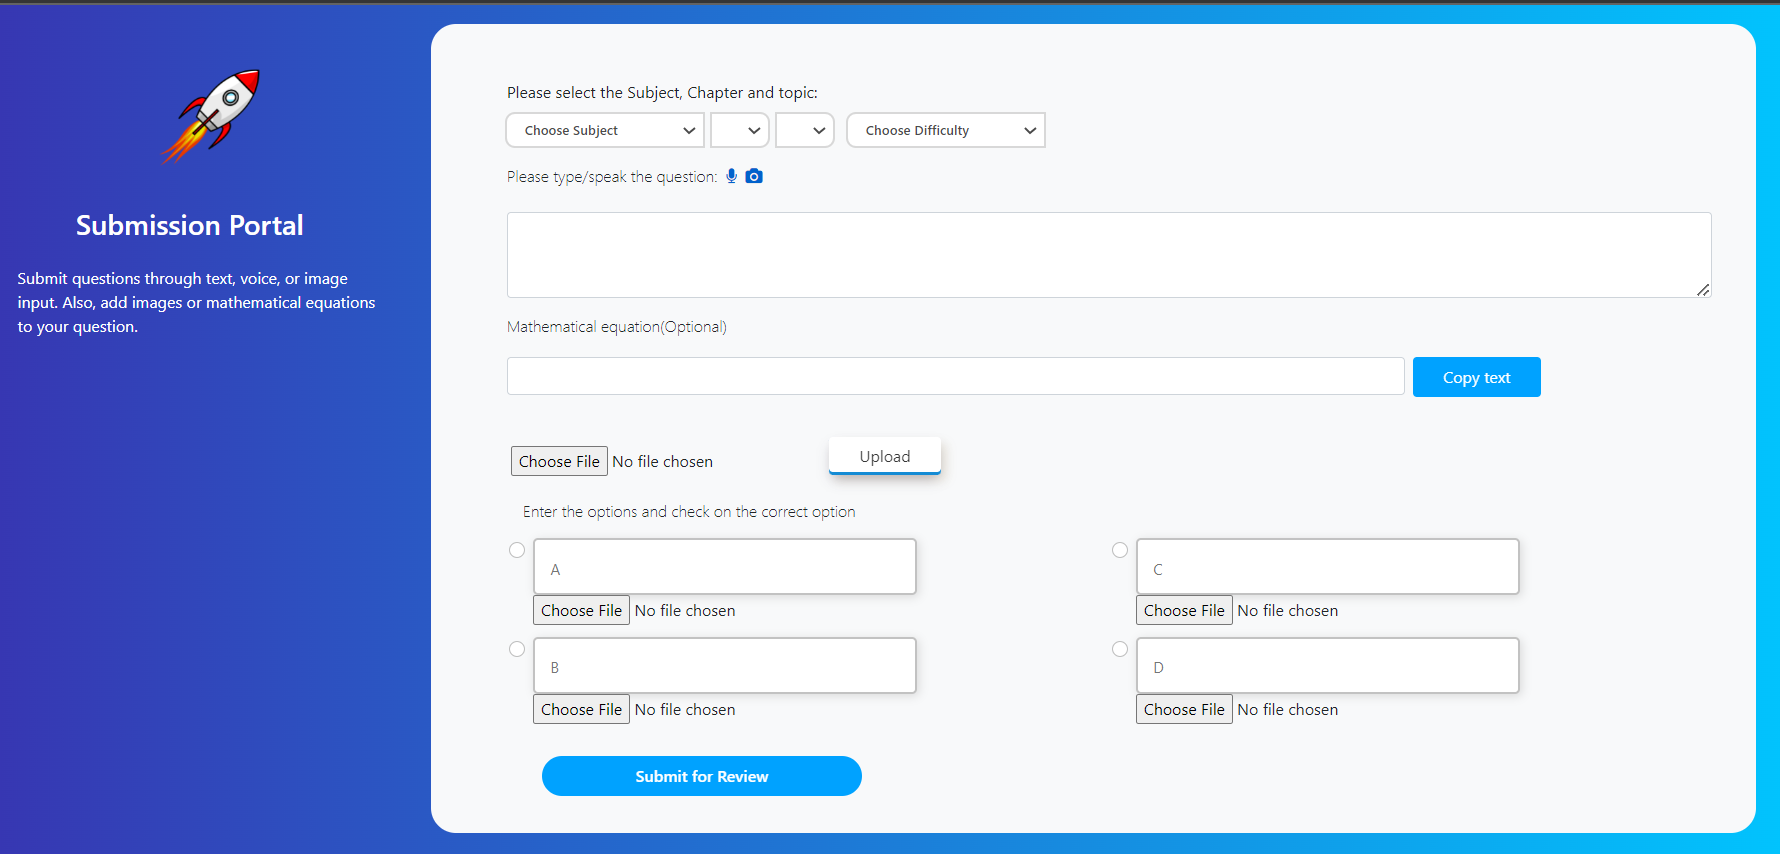 Submission Portal
Submit questions through text, voice, or image
input. Also, add images or mathematical equations
to your question.
Please select the Subject, Chapter and topic:
Choose Subject Choose Difficulty
Please type/speak the question:
Mathematical equation(Optional)
Copy text
Choose File No file chosen Upload
Enter the options and check on the correct option
A C
Choose File No file chosen Choose File No file chosen
B D
Choose File No file chosen Choose File No file chosen
Submit for Review